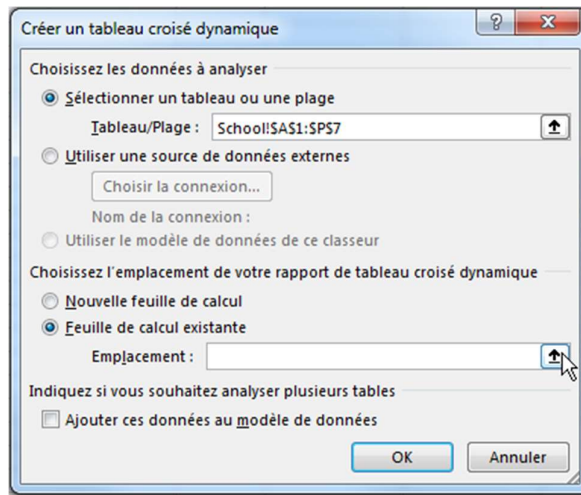 Créer un tableau croisé dynamique
Choisissez les données à analyser
Sélectionner un tableau ou une plage
Tableau/Plage : School!$A$1:$P$7
Utiliser une source de données externes
Choisir la connexion...
Nom de la connexion :
Utiliser le modèle de données de ce classeur
Choisissez l'emplacement de votre rapport de tableau croisé dynamique
Nouvelle feuille de calcul
Feuille de calcul existante
Emplacement :
Indiquez si vous souhaitez analyser plusieurs tables
Ajouter ces données au modèle de données
OK Annuler